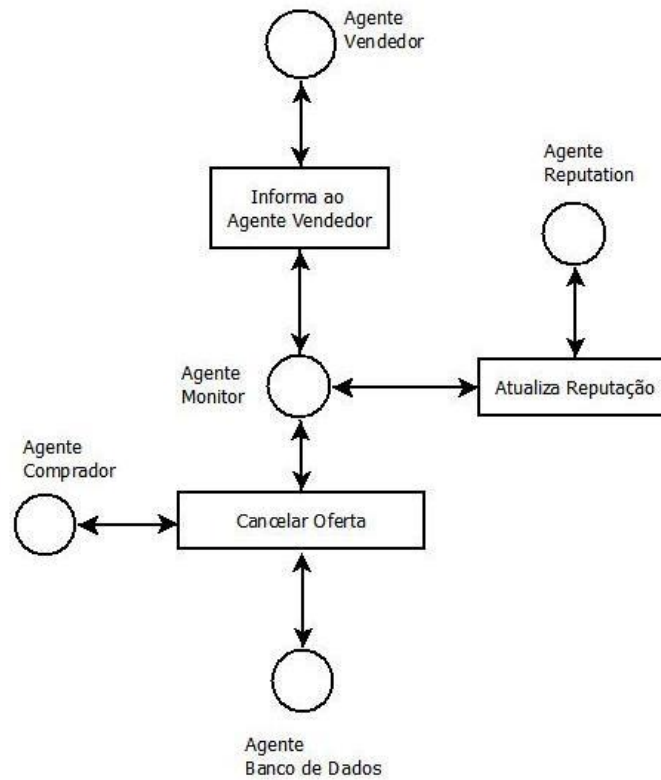 Agente
Vendedor
Agente
Reputation
Informa ao
Agente Vendedor
Agente
Monitor
Atualiza Reputação
Agente
Comprador
Cancelar Oferta
Agente
Banco de Dados